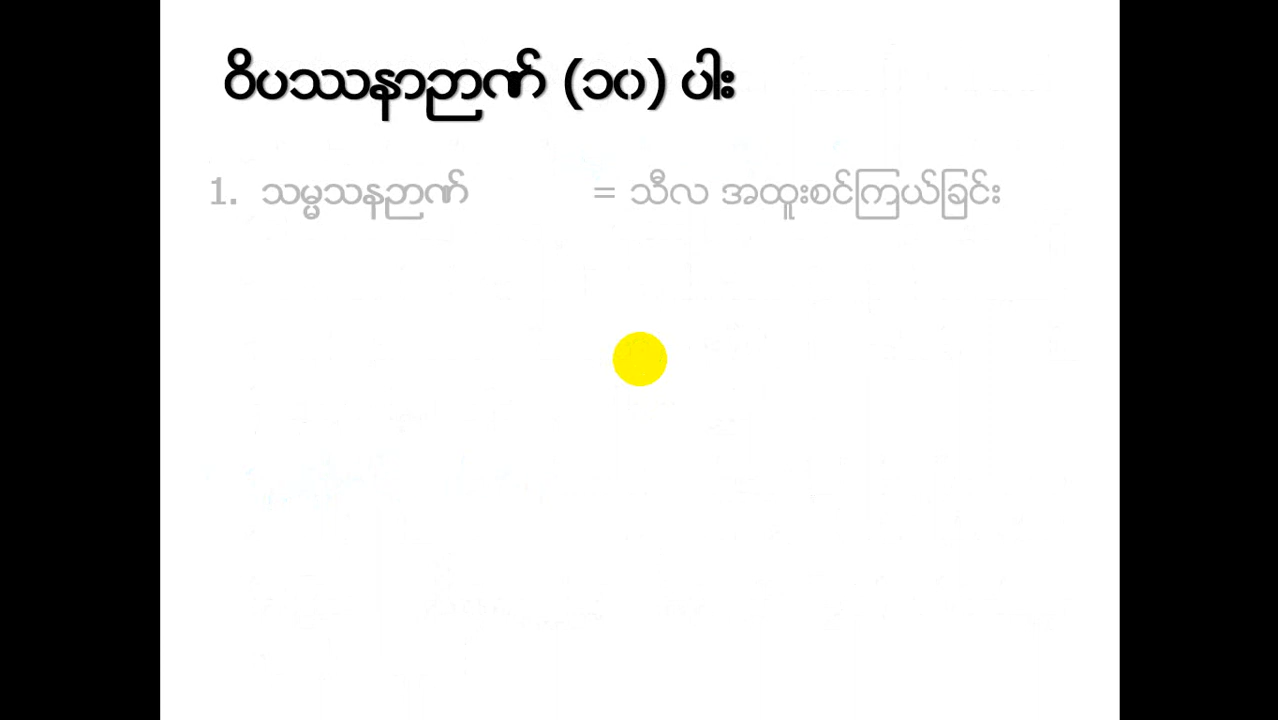 ဝိပဿနာဉာဏ် (၁၀) ပါး
1. သမ္မသနဉာဏ် = သီလ အထူးစင်ကြယ်ခြင်း